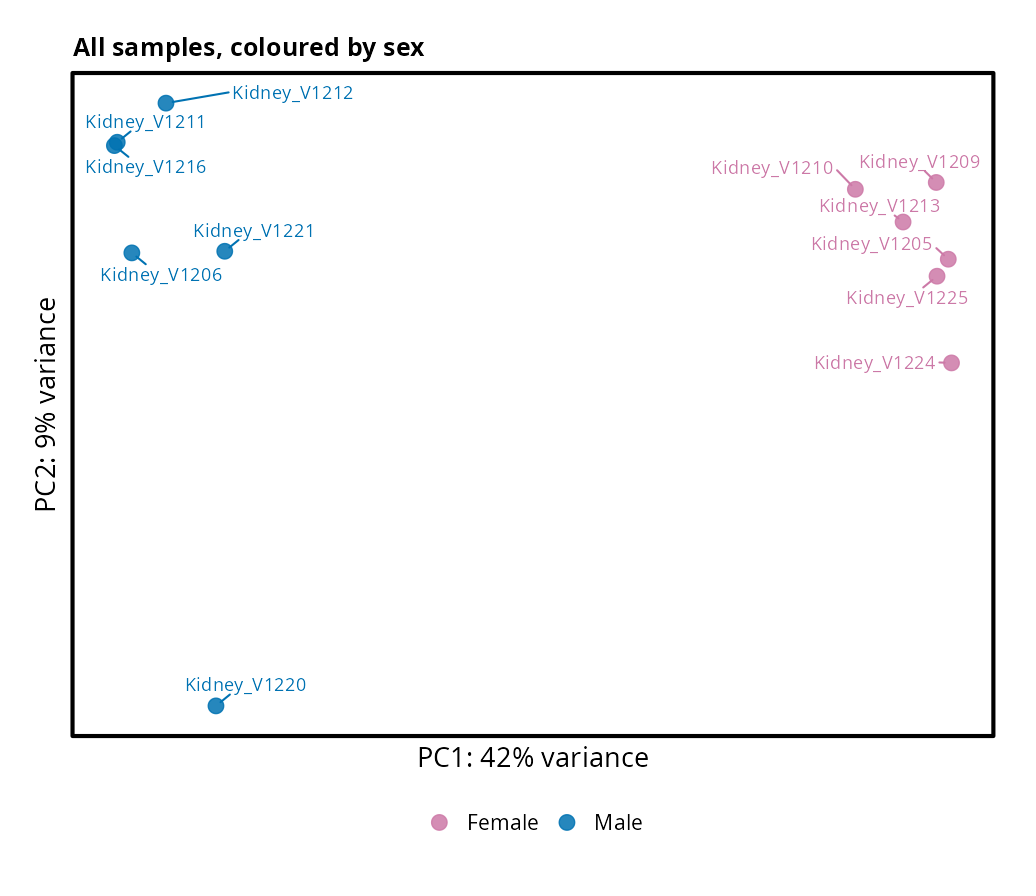 All samples, coloured by sex
Kidney_V1212
Kidney_V1211
Kidney_V1216
Kidney_V1210
Kidney_V1209
Kidney_V1213
Kidney_V1221
Kidney_V1205
Kidney_V1206
Kidney_V1225
Kidney_V1224
PC2: 9% variance
Kidney_V1220
PC1: 42% variance
Female
Male